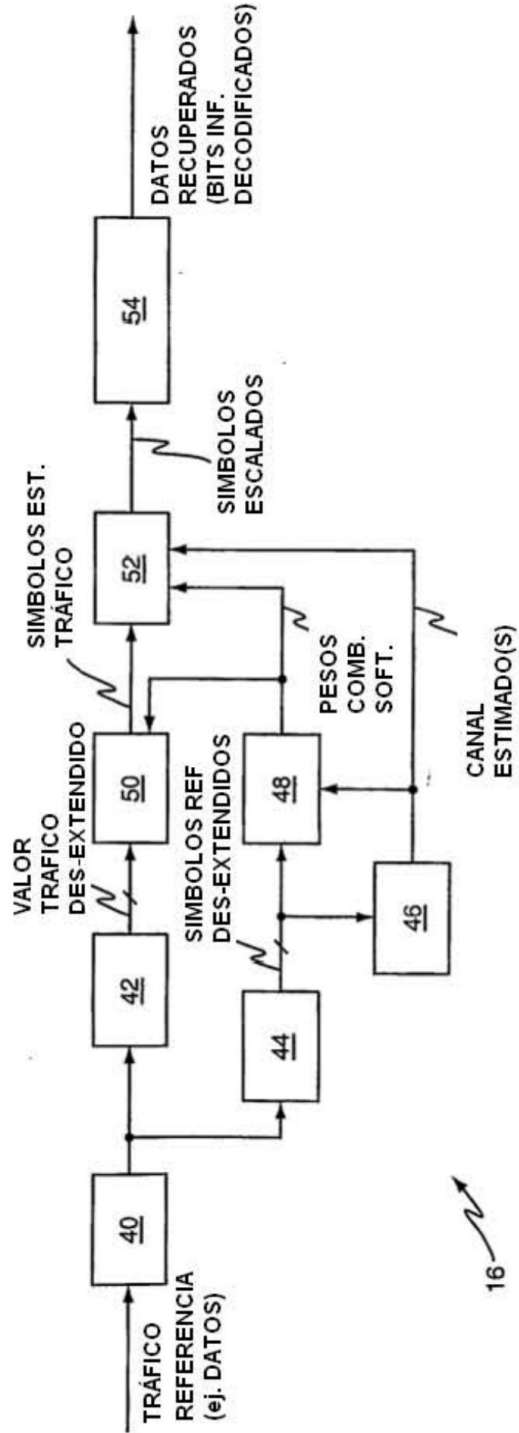 TRÁFICO
REFERENCIA
(ej. DATOS)
40
42
VALOR
TRAFICO
DES-EXTENDIDO
50
SIMBOLOS EST.
TRÁFICO
52
SIMBOLOS
ESCALADOS
54
DATOS
RECUPERADOS
(BITS INF.
DECODIFICADOS)
44
SIMBOLOS REF
DES-EXTENDIDOS
48
PESOS
COMB.
SOFT.
46
CANAL
ESTIMADO(S)
16